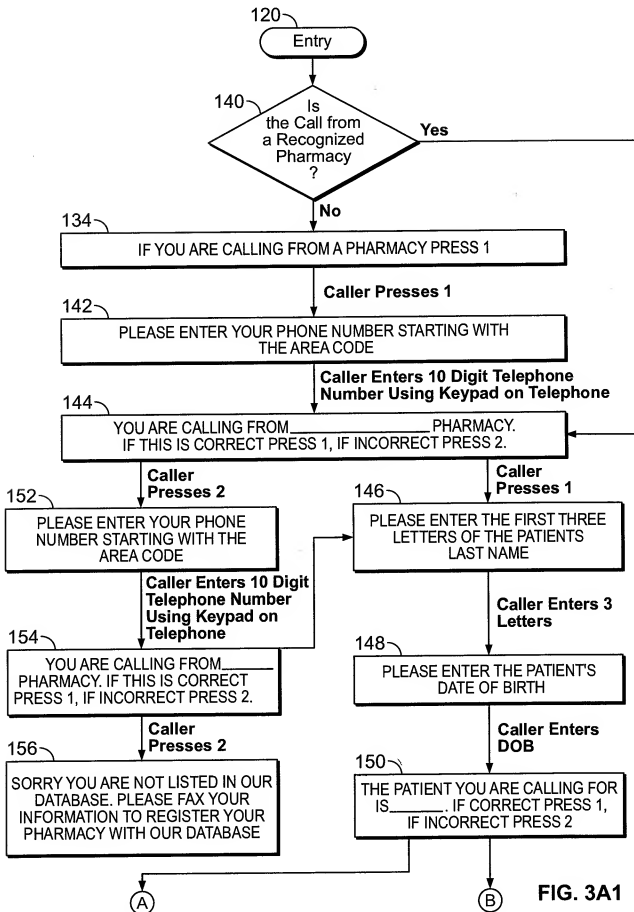 120
Entry
140
Is
the Call from
a Recognized
Pharmacy
?
Yes
No
134
IF YOU ARE CALLING FROM A PHARMACY PRESS 1
Caller Presses 1
142
PLEASE ENTER YOUR PHONE NUMBER STARTING WITH
THE AREA CODE
Caller Enters 10 Digit Telephone
Number Using Keypad on Telephone
144
YOU ARE CALLING FROM________________PHARMACY.
IF THIS IS CORRECT PRESS 1, IF INCORRECT PRESS 2.
Caller
Presses 2
Caller
Presses 1
152
PLEASE ENTER YOUR PHONE
NUMBER STARTING WITH THE
AREA CODE
146
PLEASE ENTER THE FIRST THREE
LETTERS OF THE PATIENTS
LAST NAME
Caller Enters 10 Digit
Telephone Number
Using Keypad on
Telephone
Caller Enters 3
Letters
154
YOU ARE CALLING FROM______
PHARMACY. IF THIS IS CORRECT
PRESS 1, IF INCORRECT PRESS 2.
148
PLEASE ENTER THE PATIENT'S
DATE OF BIRTH
Caller
Presses 2
Caller Enters
DOB
156
SORRY YOU ARE NOT LISTED IN OUR
DATABASE. PLEASE FAX YOUR
INFORMATION TO REGISTER YOUR
PHARMACY WITH OUR DATABASE
150
THE PATIENT YOU ARE CALLING FOR
IS______. IF CORRECT PRESS 1,
IF INCORRECT PRESS 2
A
B
FIG. 3A1